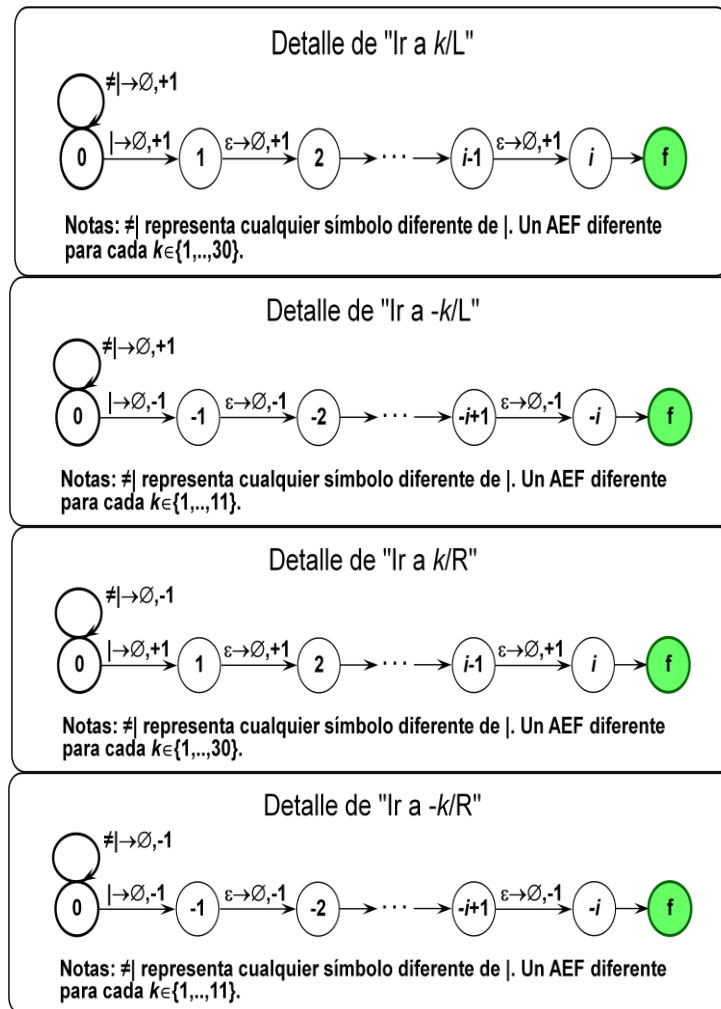 Detalle de "Ir a k/L"
≠|→∅,+1
0 |→∅,+1 1 ε→∅,+1 2 ··· i-1 ε→∅,+1 i f
Notas: ≠| representa cualquier símbolo diferente de |. Un AEF diferente
para cada k∈{1,..,30}.
Detalle de "Ir a -k/L"
≠|→∅,+1
0 |→∅,-1 -1 ε→∅,-1 -2 ··· -i+1 ε→∅,-1 -i f
Notas: ≠| representa cualquier símbolo diferente de |. Un AEF diferente
para cada k∈{1,..,11}.
Detalle de "Ir a k/R"
≠|→∅,-1
0 |→∅,+1 1 ε→∅,+1 2 ··· i-1 ε→∅,+1 i f
Notas: ≠| representa cualquier símbolo diferente de |. Un AEF diferente
para cada k∈{1,..,30}.
Detalle de "Ir a -k/R"
≠|→∅,-1
0 |→∅,-1 -1 ε→∅,-1 -2 ··· -i+1 ε→∅,-1 -i f
Notas: ≠| representa cualquier símbolo diferente de |. Un AEF diferente
para cada k∈{1,..,11}.